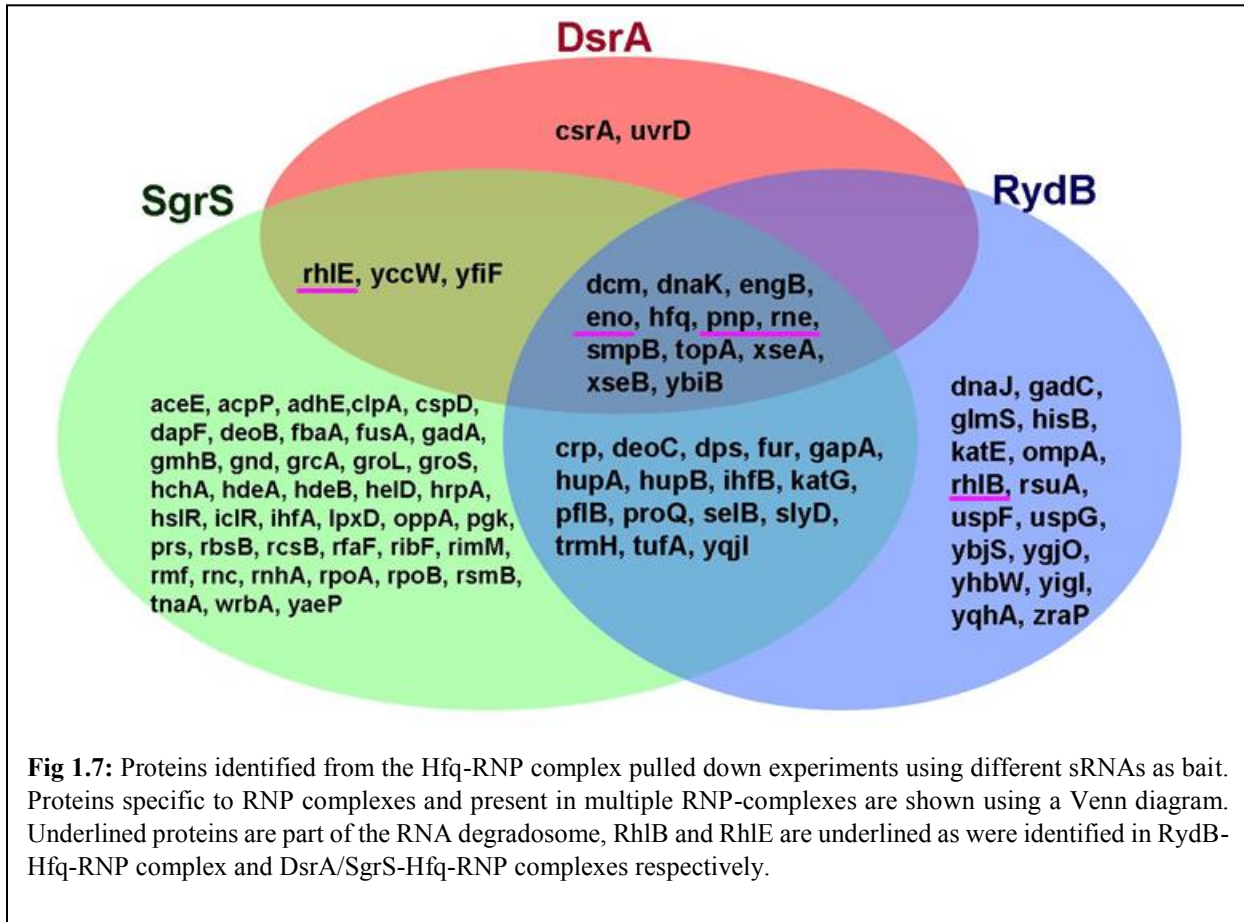 DsrA
csrA, uvrD
SgrS
RydB
rhlE, yccW, yfiF
dcm, dnaK, engB,
eno, hfq, pnp, rne,
smpB, topA, xseA,
xseB, ybiB
aceE, acpP, adhE,clpA, cspD,
dapF, deoB, fbaA, fusA, gadA,
gmhB, gnd, grcA, groL, groS,
hchA, hdeA, hdeB, helD, hrpA,
hslR, iclR, ihfA, lpxD, oppA, pgk,
prs, rbsB, rcsB, rfaF, ribF, rimM,
rmf, rnc, rnhA, rpoA, rpoB, rsmB,
tnaA, wrbA, yaeP
crp, deoC, dps, fur, gapA,
hupA, hupB, ihfB, katG,
pflB, proQ, selB, slyD,
trmH, tufA, yqjI
dnaJ, gadC,
glmS, hisB,
katE, ompA,
rhlB, rsuA,
uspF, uspG,
ybjS, ygjO,
yhbW, yigI,
yqhA, zraP
Fig 1.7: Proteins identified from the Hfq-RNP complex pulled down experiments using different sRNAs as bait.
Proteins specific to RNP complexes and present in multiple RNP-complexes are shown using a Venn diagram.
Underlined proteins are part of the RNA degradosome, RhlB and RhlE are underlined as were identified in RydB-
Hfq-RNP complex and DsrA/SgrS-Hfq-RNP complexes respectively.